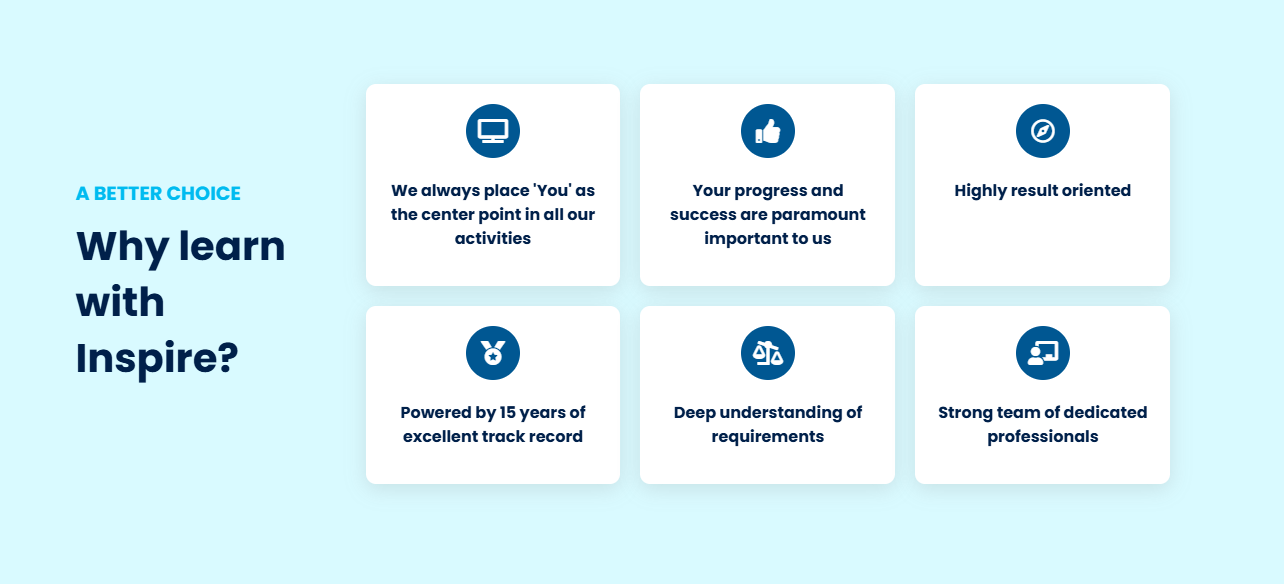 A BETTER CHOICE
Why learn
with
Inspire?
We always place 'You' as
the center point in all our
activities
Your progress and
success are paramount
important to us
Highly result oriented
Powered by 15 years of
excellent track record
Deep understanding of
requirements
Strong team of dedicated
professionals